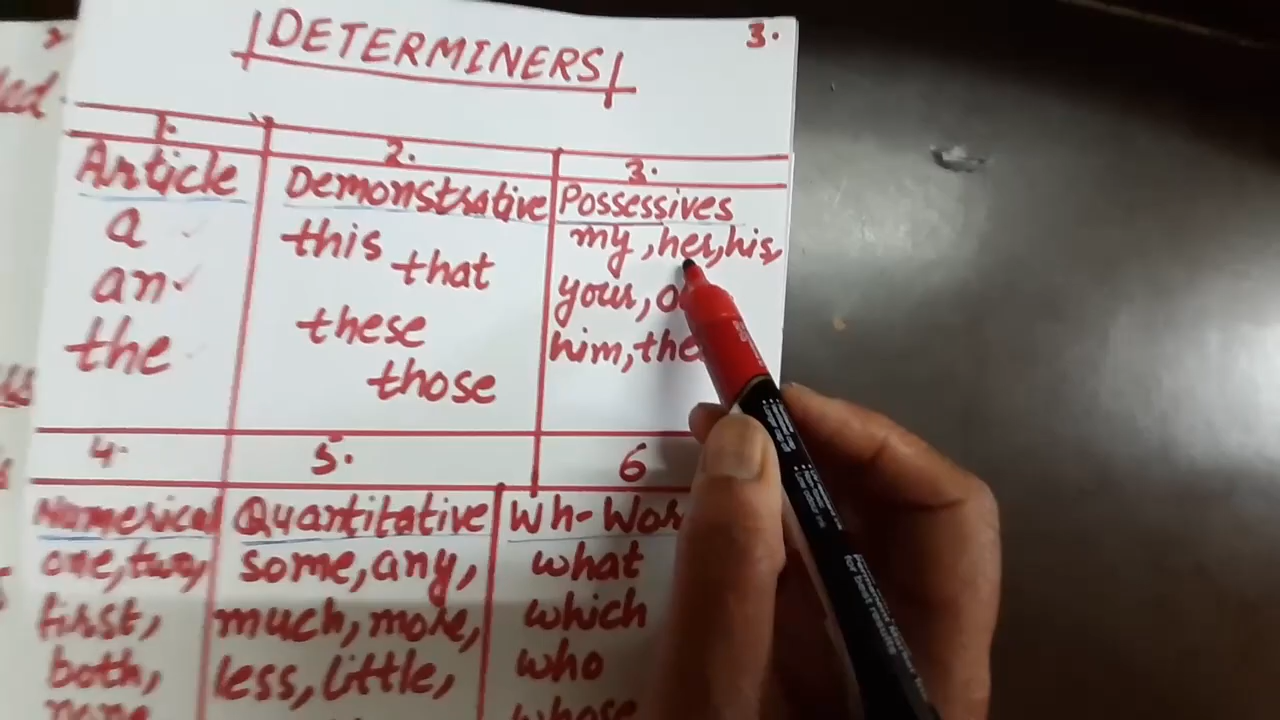 3.
DETERMINERS
1.
Article
a
an
the
2.
Demonstrative
this
that
these
those
3.
Possessives
my, her, his,
your,
him,
4.
Numerical
one, two,
first,
both,
none
5.
Quantitative
some, any,
much, more,
less, little,
6
Wh-Wor
what
which
who
whose